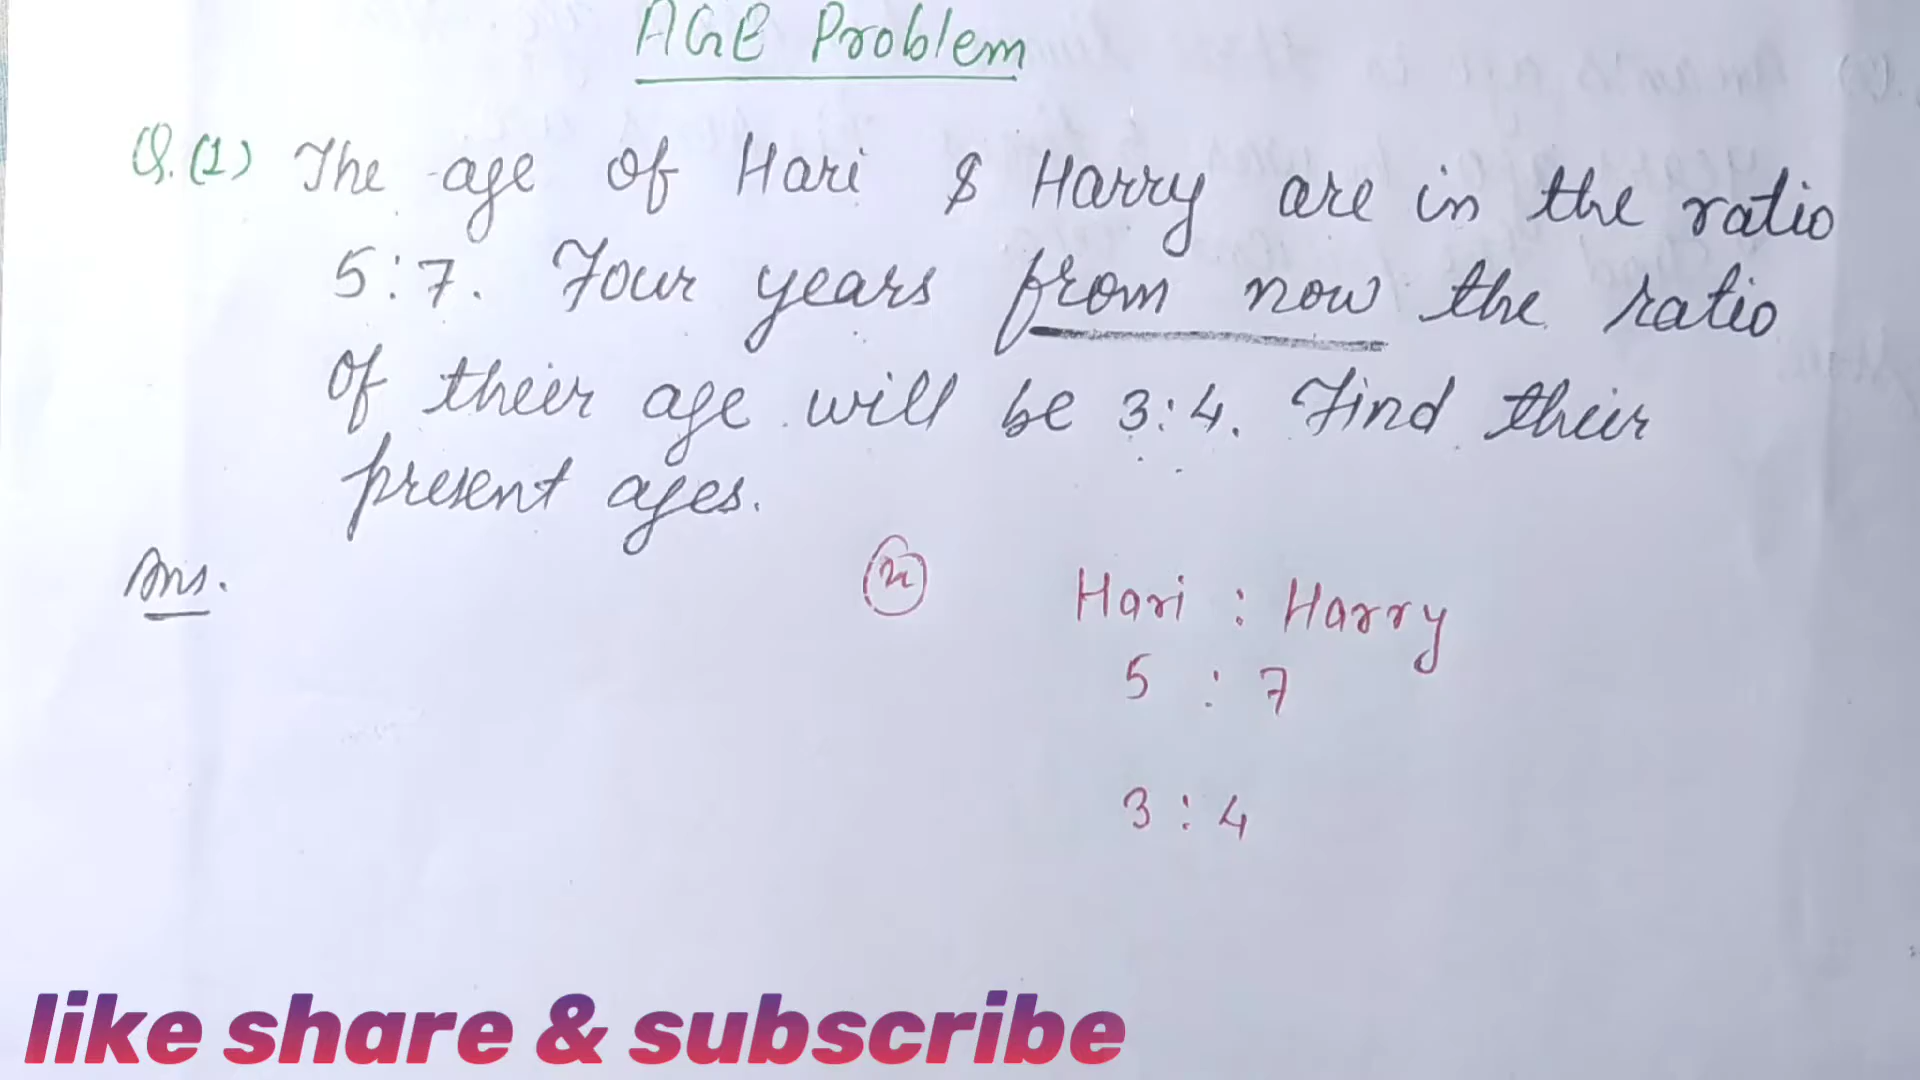 AGE Problem
Q.(1) The age of Hari & Harry are in the ratio
5:7. Four years from now the ratio
of their age will be 3:4. Find their
present ages.
Ans.
x
Hari : Harry
5 : 7
3 : 4
like share & subscribe